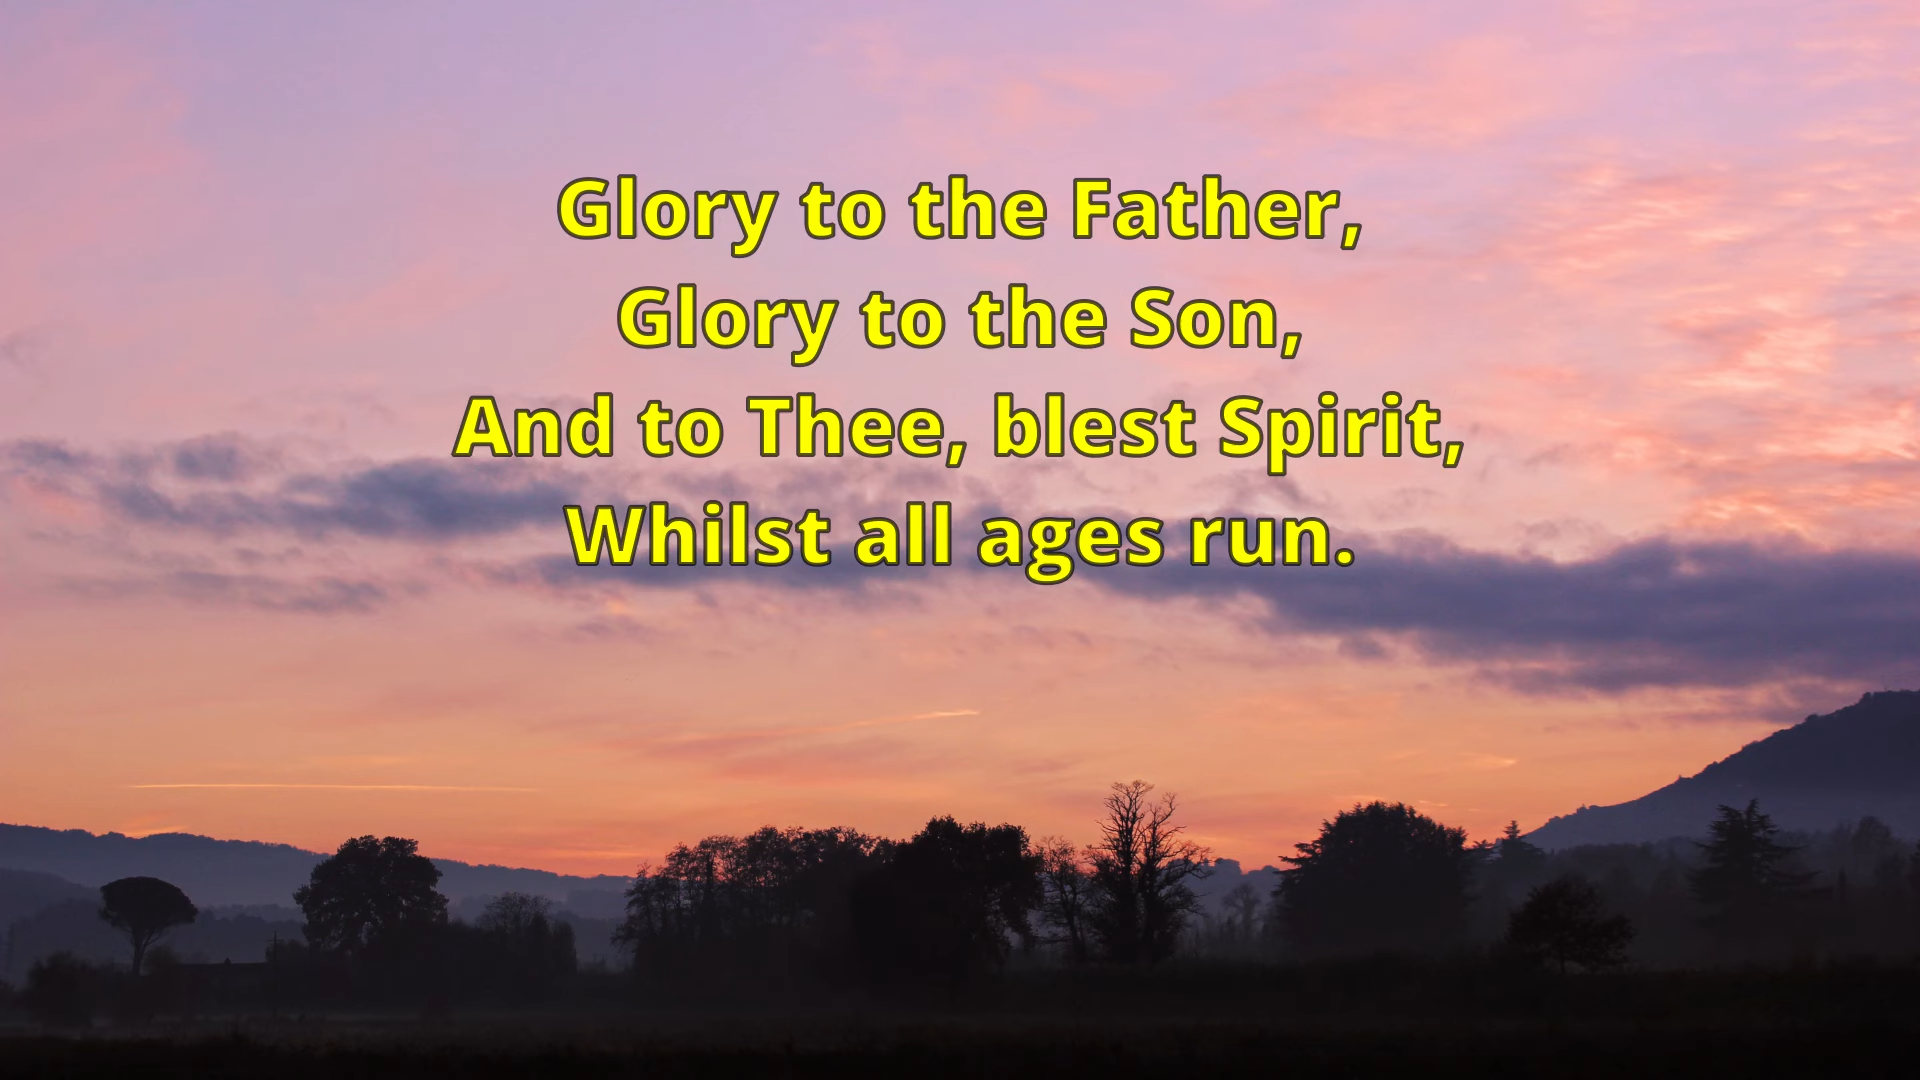 Glory to the Father,
Glory to the Son,
And to Thee, blest Spirit,
Whilst all ages run.